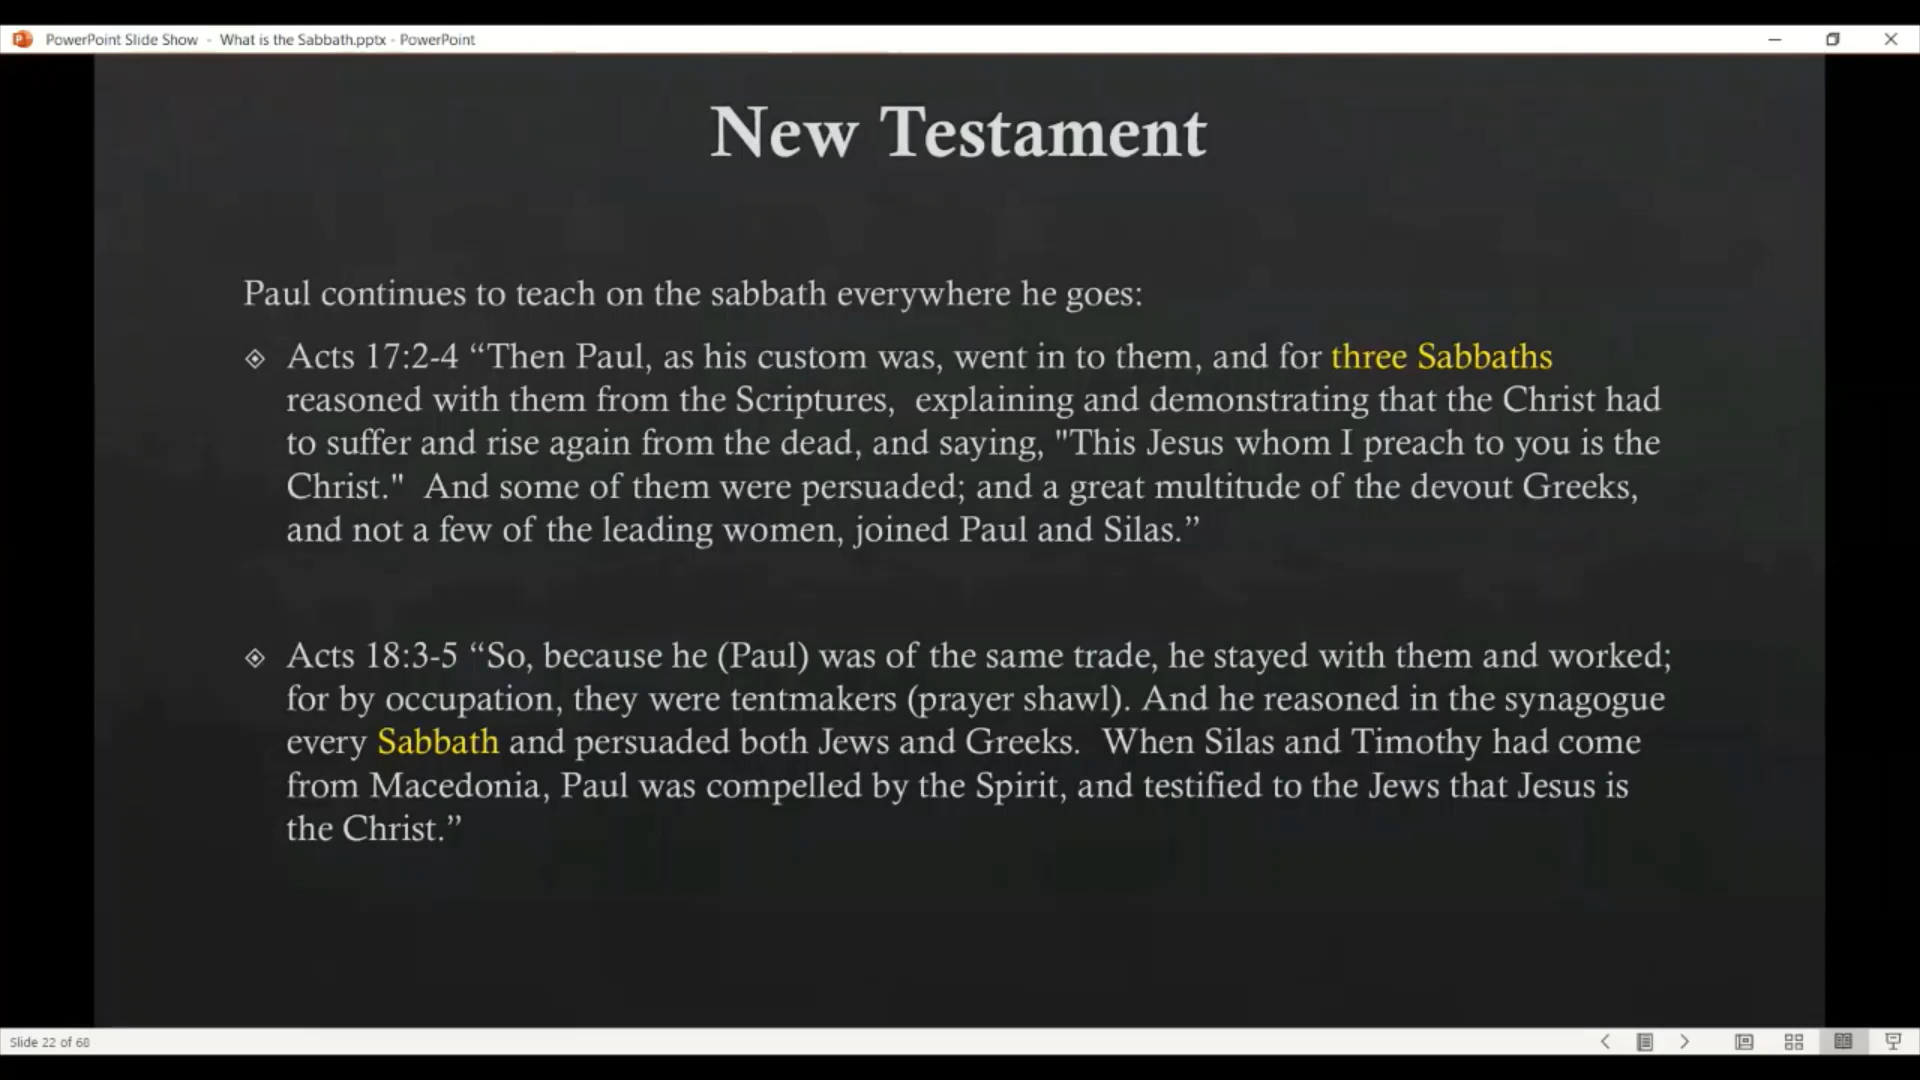 PowerPoint Slide Show - What is the Sabbath.pptx - PowerPoint
New Testament
Paul continues to teach on the sabbath everywhere he goes:
Acts 17:2-4 “Then Paul, as his custom was, went in to them, and for three Sabbaths
reasoned with them from the Scriptures,  explaining and demonstrating that the Christ had
to suffer and rise again from the dead, and saying, "This Jesus whom I preach to you is the
Christ."  And some of them were persuaded; and a great multitude of the devout Greeks,
and not a few of the leading women, joined Paul and Silas.”
Acts 18:3-5 “So, because he (Paul) was of the same trade, he stayed with them and worked;
for by occupation, they were tentmakers (prayer shawl). And he reasoned in the synagogue
every Sabbath and persuaded both Jews and Greeks.  When Silas and Timothy had come
from Macedonia, Paul was compelled by the Spirit, and testified to the Jews that Jesus is
the Christ.”
Slide 22 of 68